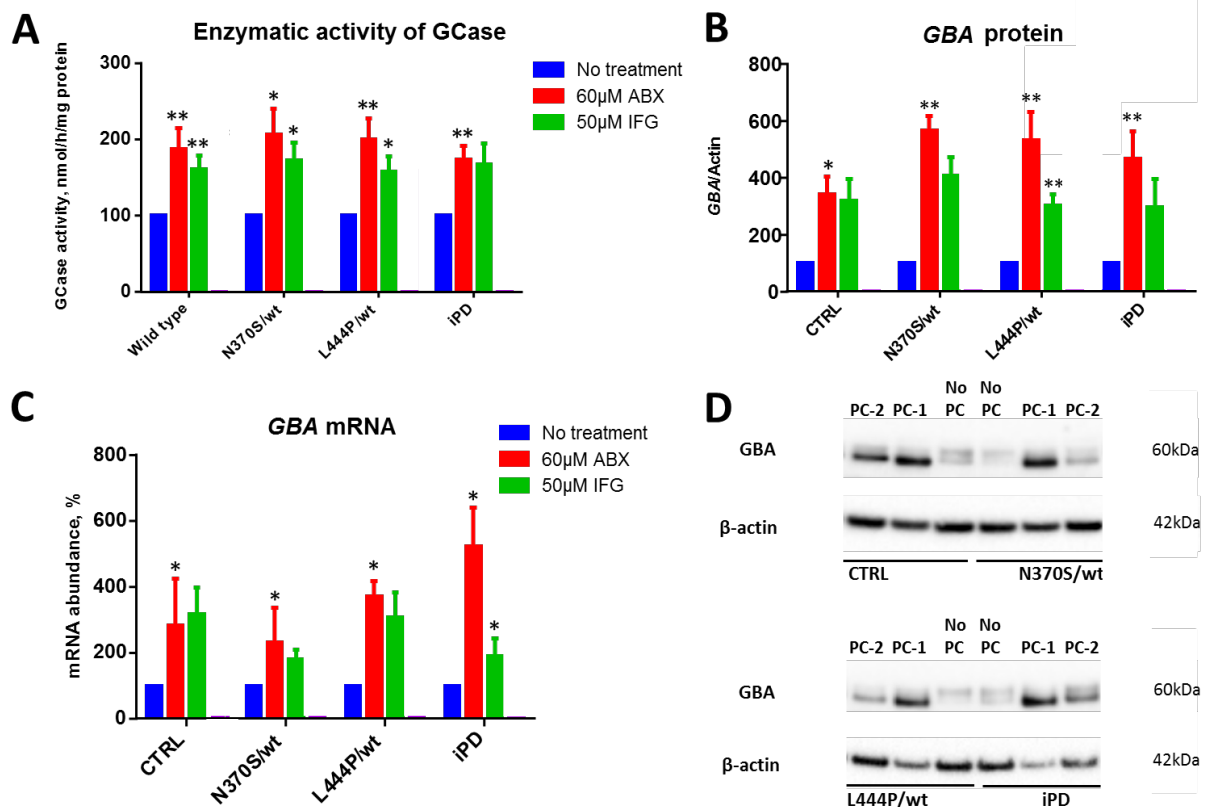 A
Enzymatic activity of GCase
GCase activity, nmol/h/mg protein
300
200
100
0
** ** * * ** * **
Wild type
N370S/wt
L444P/wt
iPD
No treatment
60µM ABX
50µM IFG
B
GBA protein
GBA/Actin
800
600
400
200
0
* ** ** ** **
CTRL
N370S/wt
L444P/wt
iPD
C
GBA mRNA
mRNA abundance, %
800
600
400
200
0
* * * * *
CTRL
N370S/wt
L444P/wt
iPD
No treatment
60µM ABX
50µM IFG
D
No No
PC-2 PC-1 PC PC PC-1 PC-2
GBA 60kDa
β-actin 42kDa
CTRL N370S/wt
No No
PC-2 PC-1 PC PC PC-1 PC-2
GBA 60kDa
β-actin 42kDa
L444P/wt iPD